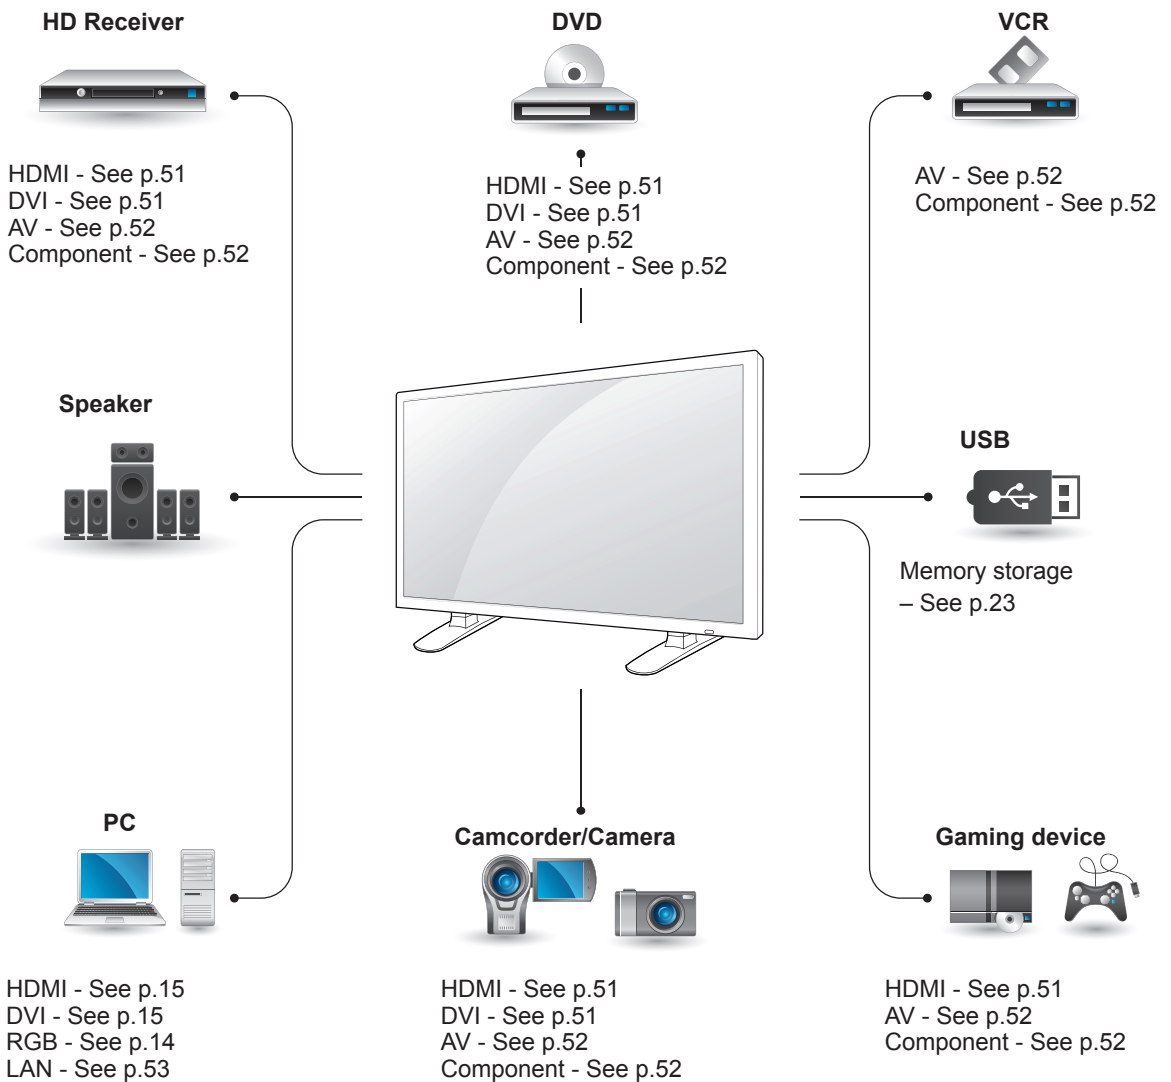 HD Receiver
HDMI - See p.51
DVI - See p.51
AV - See p.52
Component - See p.52
DVD
HDMI - See p.51
DVI - See p.51
AV - See p.52
Component - See p.52
VCR
AV - See p.52
Component - See p.52
Speaker
USB
Memory storage
– See p.23
PC
HDMI - See p.15
DVI - See p.15
RGB - See p.14
LAN - See p.53
Camcorder/Camera
HDMI - See p.51
DVI - See p.51
AV - See p.52
Component - See p.52
Gaming device
HDMI - See p.51
AV - See p.52
Component - See p.52